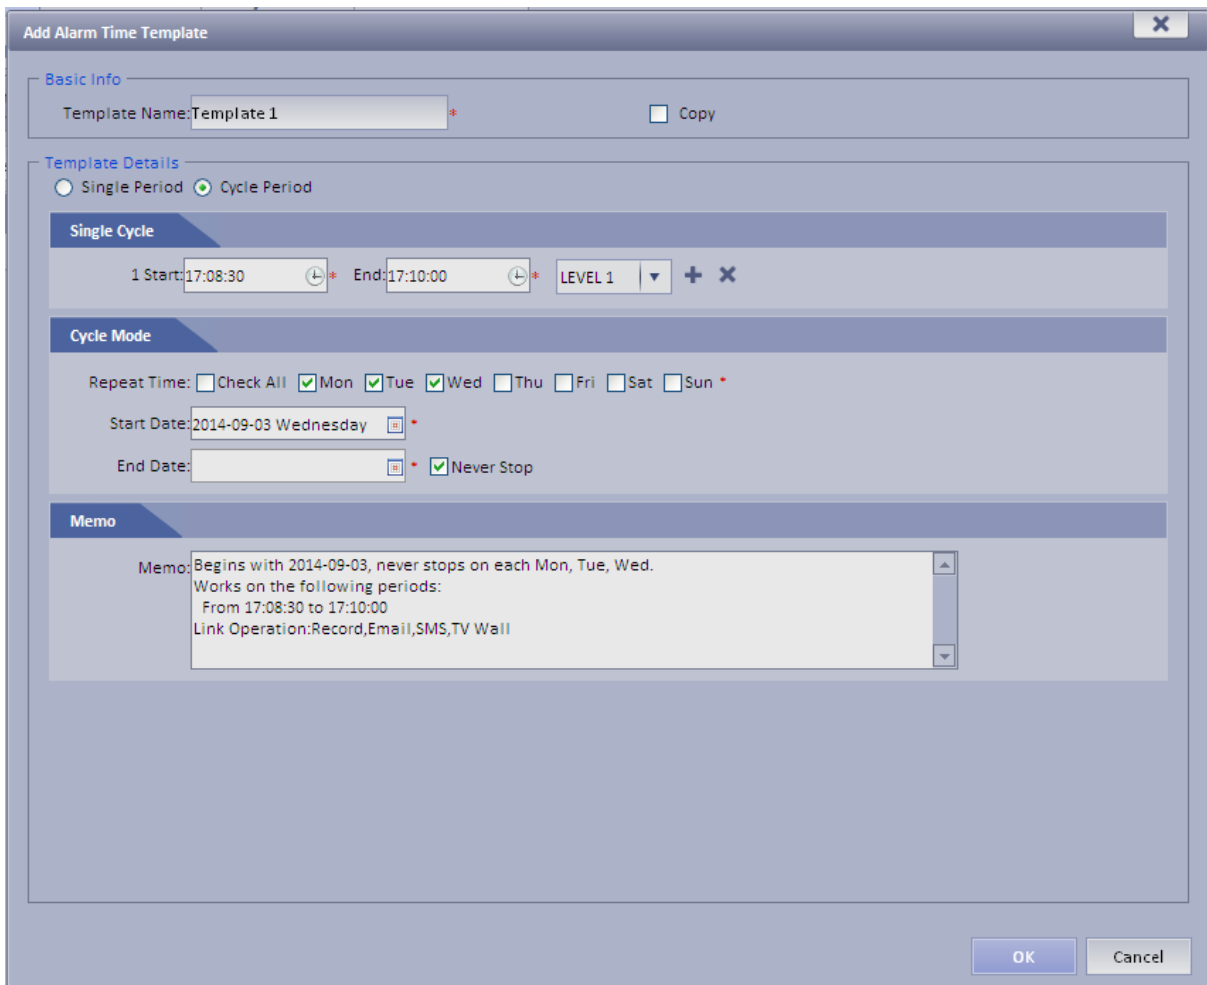 Add Alarm Time Template
Basic Info
Template Name:Template 1 * Copy
Template Details
Single Period Cycle Period
Single Cycle
1 Start:17:08:30 * End:17:10:00 * LEVEL 1
Cycle Mode
Repeat Time: Check All Mon Tue Wed Thu Fri Sat Sun *
Start Date:2014-09-03 Wednesday *
End Date: * Never Stop
Memo
Memo:Begins with 2014-09-03, never stops on each Mon, Tue, Wed.
Works on the following periods:
From 17:08:30 to 17:10:00
Link Operation:Record,Email,SMS,TV Wall
OK Cancel